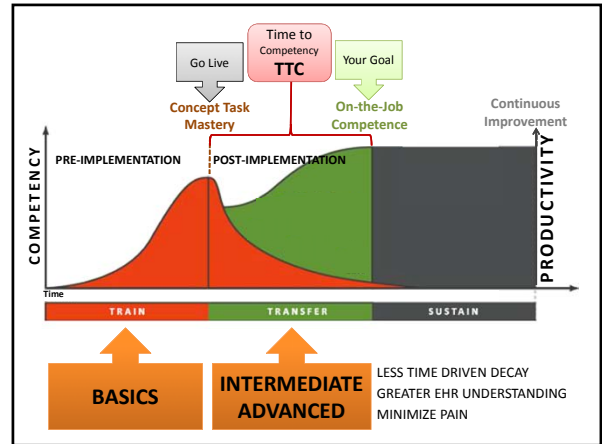 Time to
Competency
TTC
Go Live
Your Goal
Concept Task
Mastery
On-the-Job
Competence
Continuous
Improvement
PRE-IMPLEMENTATION
POST-IMPLEMENTATION
COMPETENCY
PRODUCTIVITY
Time
TRAIN
TRANSFER
SUSTAIN
BASICS
INTERMEDIATE
ADVANCED
LESS TIME DRIVEN DECAY
GREATER EHR UNDERSTANDING
MINIMIZE PAIN